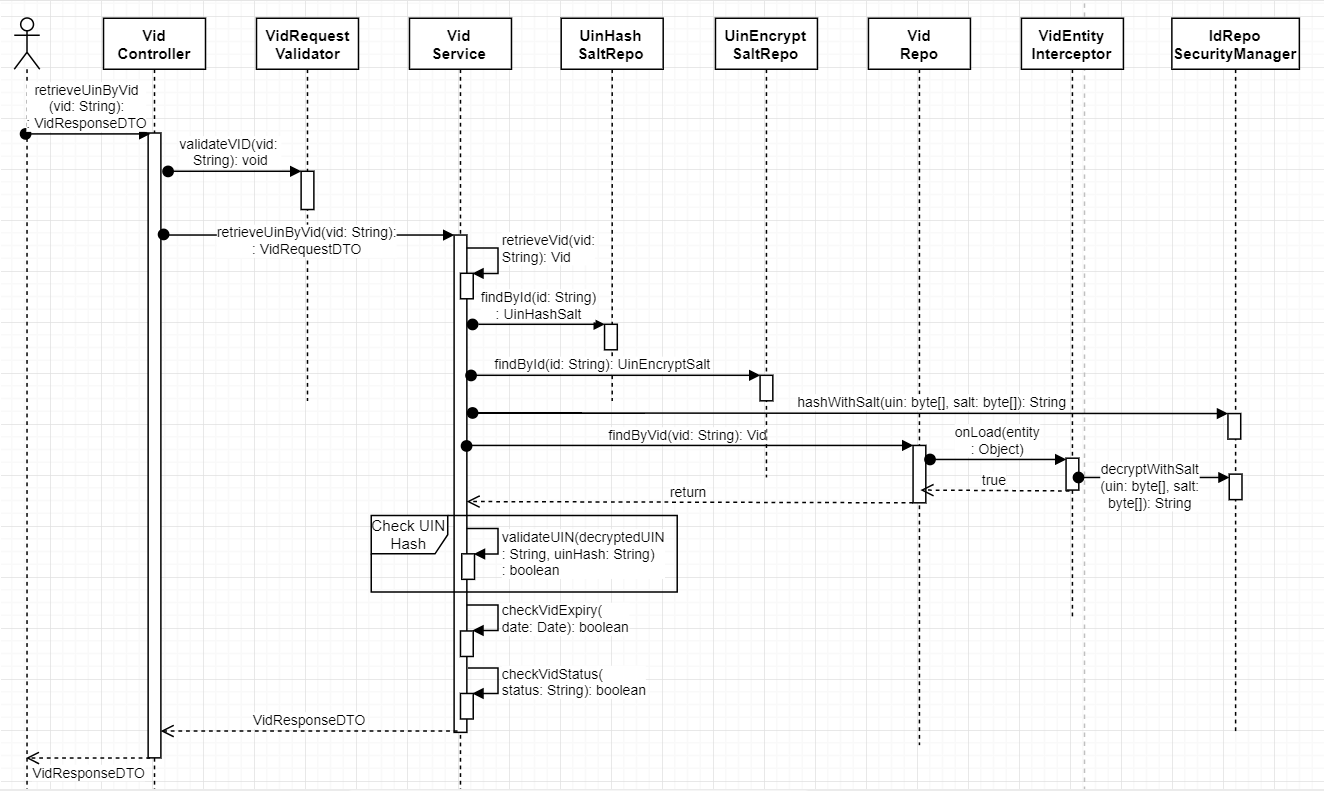 Vid
Controller
VidRequest
Validator
Vid
Service
UinHash
SaltRepo
UinEncrypt
SaltRepo
Vid
Repo
VidEntity
Interceptor
IdRepo
SecurityManager
retrieveUinByVid
(vid: String):
: VidResponseDTO
validateVID(vid:
String): void
retrieveUinByVid(vid: String):
: VidRequestDTO
retrieveVid(vid:
String): Vid
findById(id: String)
: UinHashSalt
findById(id: String): UinEncryptSalt
hashWithSalt(uin: byte[], salt: byte[]): String
findByVid(vid: String): Vid
onLoad(entity
: Object)
decryptWithSalt
(uin: byte[], salt:
byte[]): String
true
return
Check UIN
Hash
validateUIN(decryptedUIN
: String, uinHash: String)
: boolean
checkVidExpiry(
date: Date): boolean
checkVidStatus(
status: String): boolean
VidResponseDTO
VidResponseDTO